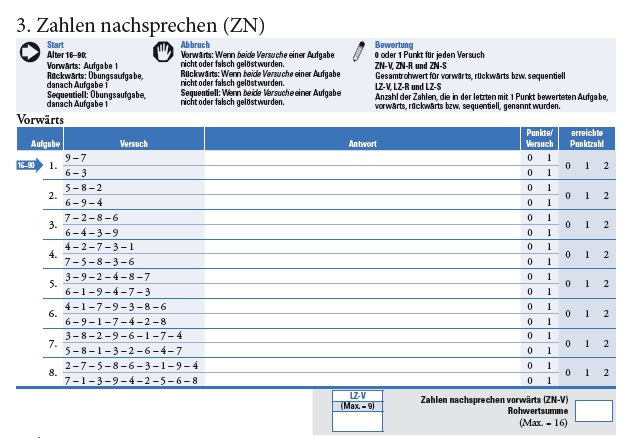 3. Zahlen nachsprechen (ZN)
Start
Alter 16–90:
Vorwärts: Aufgabe 1
Rückwärts: Übungsaufgabe,
danach Aufgabe 1
Sequentiell: Übungsaufgabe,
danach Aufgabe 1
Abbruch
Vorwärts: Wenn beide Versuche einer Aufgabe
nicht oder falsch gelöst wurden.
Rückwärts: Wenn beide Versuche einer Aufgabe
nicht oder falsch gelöst wurden.
Sequentiell: Wenn beide Versuche einer Aufgabe
nicht oder falsch gelöst wurden.
Bewertung
0 oder 1 Punkt für jeden Versuch
ZN-V, ZN-R und ZN-S
Gesamtrohwert für vorwärts, rückwärts bzw. sequentiell
LZ-V, LZ-R und LZ-S
Anzahl der Zahlen, die in der letzten mit 1 Punkt bewerteten Aufgabe,
vorwärts, rückwärts bzw. sequentiell, genannt wurden.
Vorwärts
Aufgabe Versuch Antwort Punkte/ Versuch erreichte Punktzahl
16–90 1. 9 – 7 0 1 0 1 2
6 – 3 0 1
2. 5 – 8 – 2 0 1 0 1 2
6 – 9 – 4 0 1
3. 7 – 2 – 8 – 6 0 1 0 1 2
6 – 4 – 3 – 9 0 1
4. 4 – 2 – 7 – 3 – 1 0 1 0 1 2
7 – 5 – 8 – 3 – 6 0 1
5. 3 – 9 – 2 – 4 – 8 – 7 0 1 0 1 2
6 – 1 – 9 – 4 – 7 – 3 0 1
6. 4 – 1 – 7 – 9 – 3 – 8 – 6 0 1 0 1 2
6 – 9 – 1 – 7 – 4 – 2 – 8 0 1
7. 3 – 8 – 2 – 9 – 6 – 1 – 7 – 4 0 1 0 1 2
5 – 8 – 1 – 3 – 2 – 6 – 4 – 7 0 1
8. 2 – 7 – 5 – 8 – 6 – 3 – 1 – 9 – 4 0 1 0 1 2
7 – 1 – 3 – 9 – 4 – 2 – 5 – 6 – 8 0 1
LZ-V
(Max. = 9)
Zahlen nachsprechen vorwärts (ZN-V)
Rohwertsumme
(Max. = 16)